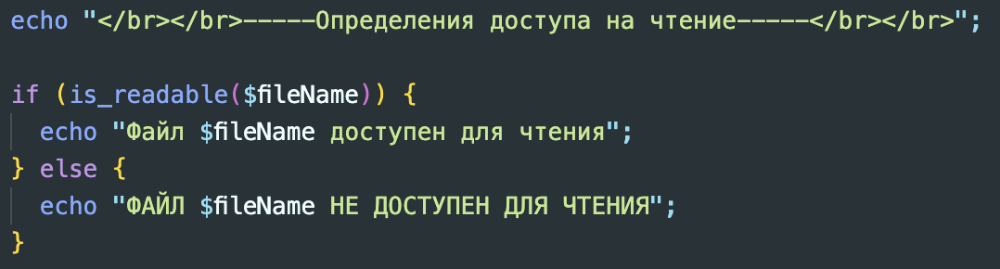 echo "</br></br>-----Определения доступа на чтение-----</br></br>";
if (is_readable($fileName)) {
echo "Файл $fileName доступен для чтения";
} else {
echo "ФАЙЛ $fileName НЕ ДОСТУПЕН ДЛЯ ЧТЕНИЯ";
}